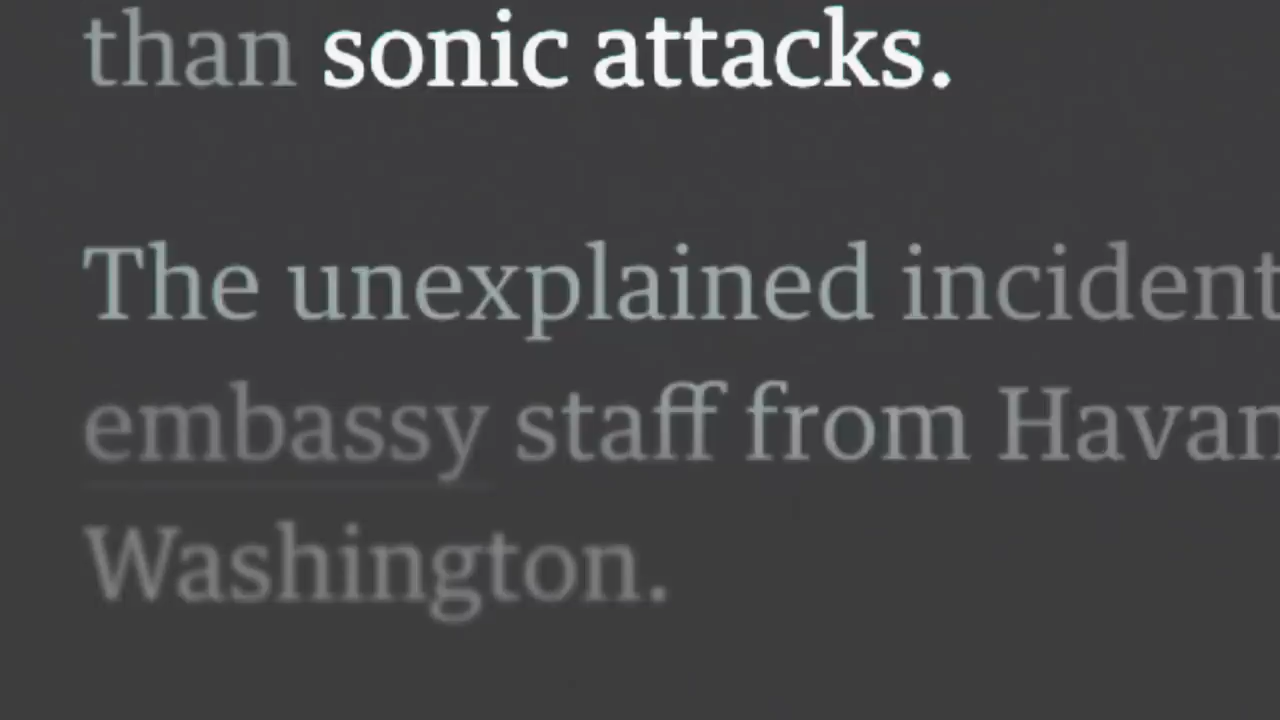 than sonic attacks.
The unexplained incident
embassy staff from Havan
Washington.